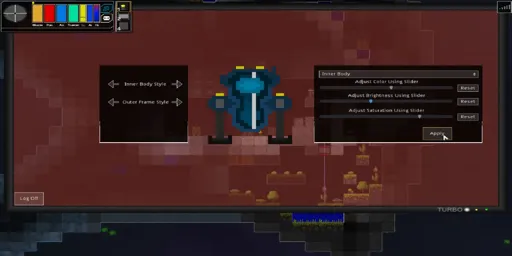 Inner Body Style
Outer Frame Style
Inner Body
Adjust Color Using Slider
Reset
Adjust Brightness Using Slider
Reset
Adjust Saturation Using Slider
Reset
Apply
Log Off
TURBO